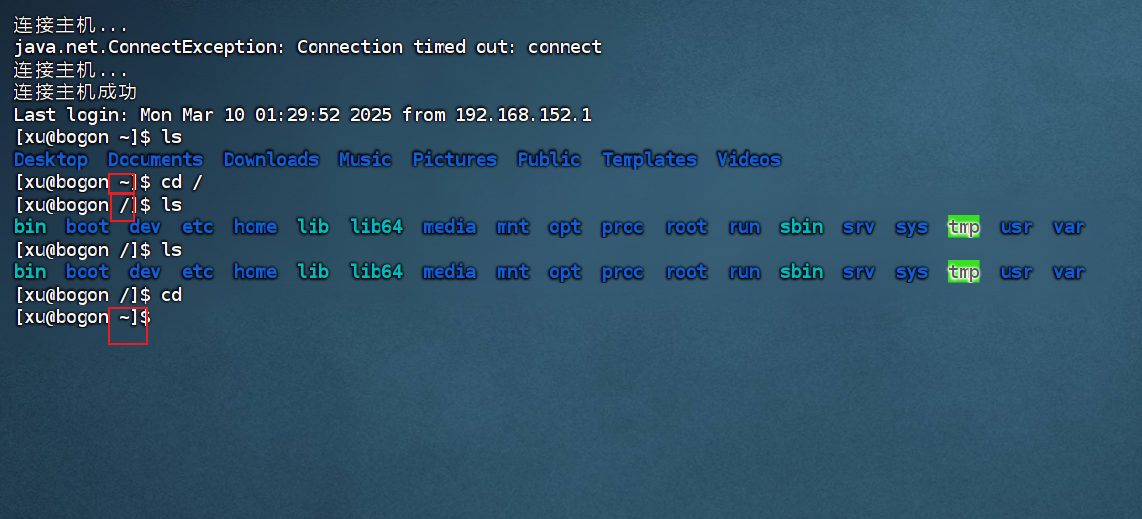 连接主机...
java.net.ConnectException: Connection timed out: connect
连接主机...
连接主机成功
Last login: Mon Mar 10 01:29:52 2025 from 192.168.152.1
[xu@bogon ~]$ ls
Desktop  Documents  Downloads  Music  Pictures  Public  Templates  Videos
[xu@bogon ~]$ cd /
[xu@bogon /]$ ls
bin  boot  dev  etc  home  lib  lib64  media  mnt  opt  proc  root  run  sbin  srv  sys  tmp  usr  var
[xu@bogon /]$ ls
bin  boot  dev  etc  home  lib  lib64  media  mnt  opt  proc  root  run  sbin  srv  sys  tmp  usr  var
[xu@bogon /]$ cd
[xu@bogon ~]$